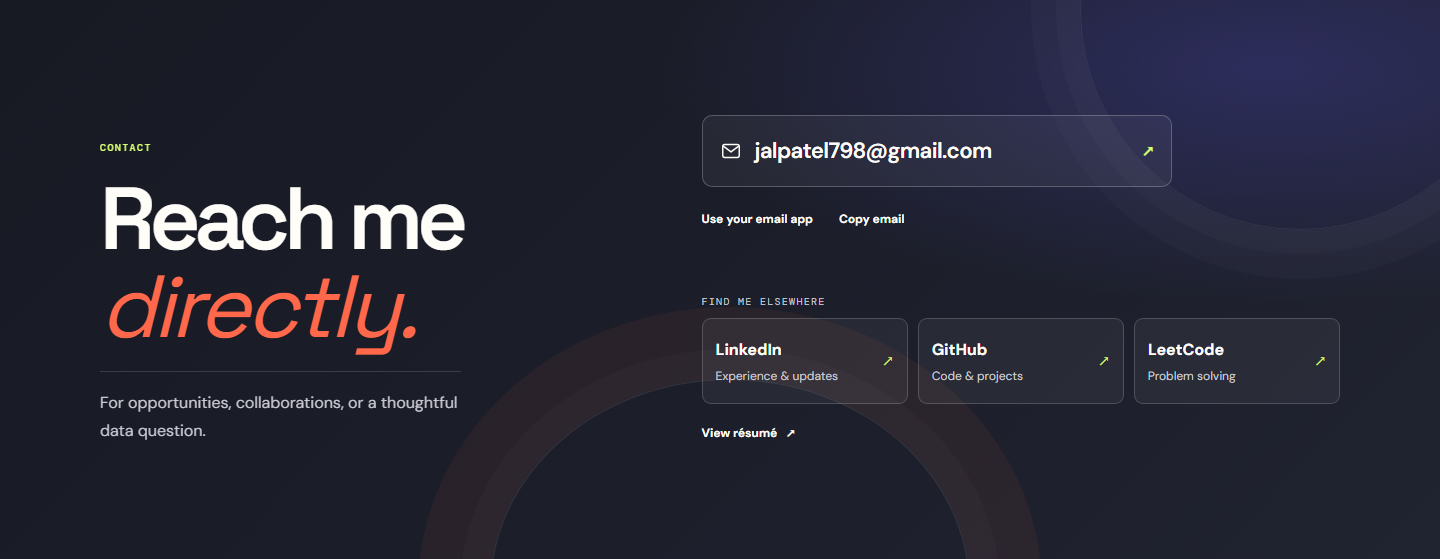 CONTACT
Reach me
directly.
For opportunities, collaborations, or a thoughtful
data question.
jalpatel798@gmail.com ↗
Use your email app Copy email
FIND ME ELSEWHERE
LinkedIn
Experience & updates ↗
GitHub
Code & projects ↗
LeetCode
Problem solving ↗
View résumé ↗